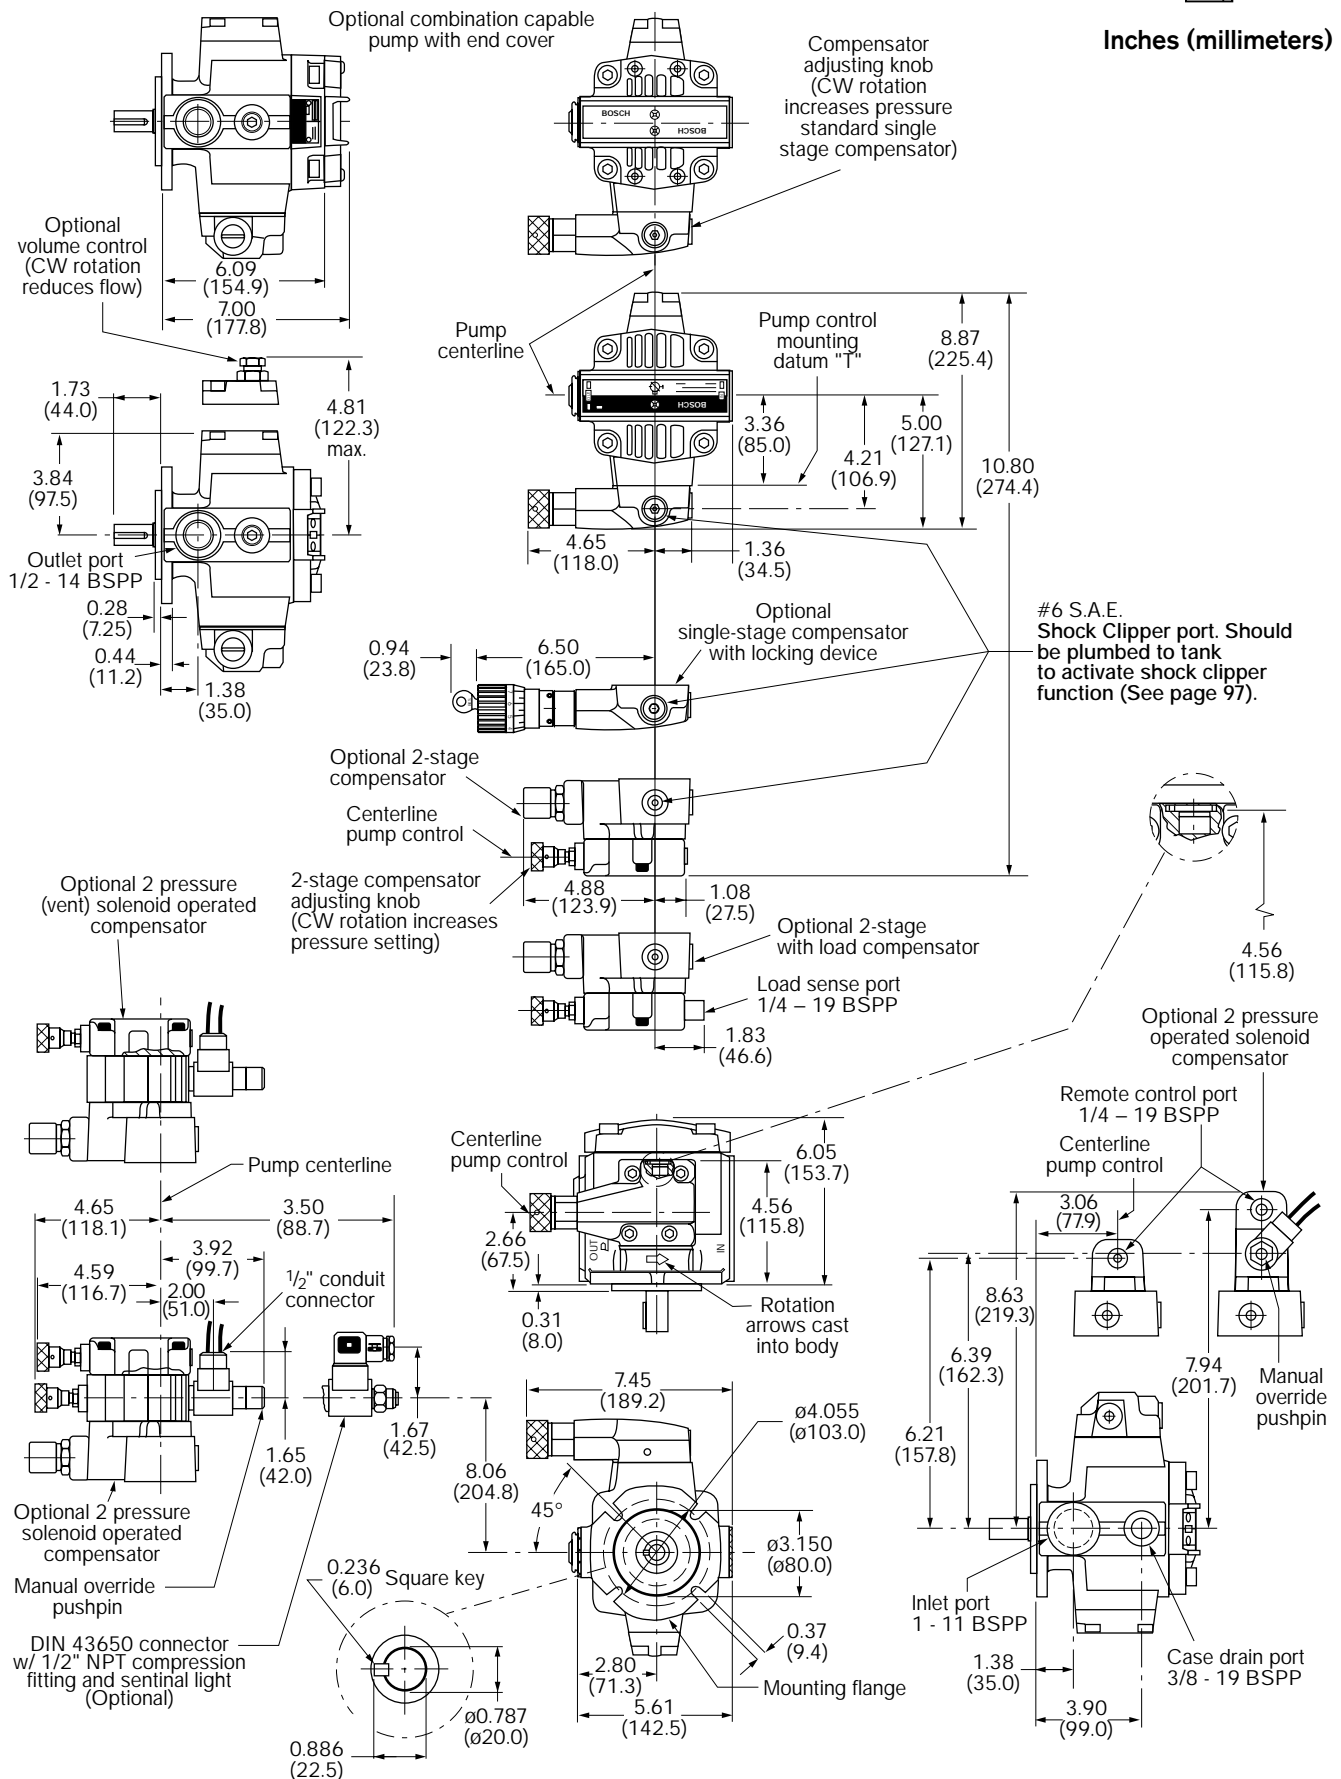 Inches (millimeters)
Optional combination capable
pump with end cover
Compensator
adjusting knob
(CW rotation
increases pressure
standard single
stage compensator)
BOSCH
BOSCH
Optional
volume control
(CW rotation
reduces flow)
6.09
(154.9)
7.00
(177.8)
Pump
centerline
Pump control
mounting
datum "T"
8.87
(225.4)
1.73
(44.0)
4.81
(122.3)
max.
BOSCH
3.36
(85.0)
5.00
(127.1)
4.21
(106.9)
10.80
(274.4)
3.84
(97.5)
Outlet port
1/2 - 14 BSPP
4.65
(118.0)
1.36
(34.5)
0.28
(7.25)
0.44
(11.2)
1.38
(35.0)
#6 S.A.E.
Shock Clipper port. Should
be plumbed to tank
to activate shock clipper
function (See page 97).
0.94
(23.8)
6.50
(165.0)
Optional
single-stage compensator
with locking device
Optional 2-stage
compensator
Centerline
pump control
2-stage compensator
adjusting knob
(CW rotation increases
pressure setting)
4.88
(123.9)
1.08
(27.5)
Optional 2 pressure
(vent) solenoid operated
compensator
Optional 2-stage
with load compensator
Load sense port
1/4 – 19 BSPP
1.83
(46.6)
4.56
(115.8)
Optional 2 pressure
operated solenoid
compensator
Remote control port
1/4 – 19 BSPP
Centerline
pump control
3.06
(77.9)
Pump centerline
Centerline
pump control
6.05
(153.7)
4.56
(115.8)
2.66
(67.5)
OUT
P
IN
0.31
(8.0)
Rotation
arrows cast
into body
4.65
(118.1)
3.50
(88.7)
3.92
(99.7)
4.59
(116.7)
2.00
(51.0)
1/2" conduit
connector
8.63
(219.3)
6.39
(162.3)
6.21
(157.8)
7.94
(201.7)
Manual
override
pushpin
1.67
(42.5)
1.65
(42.0)
8.06
(204.8)
7.45
(189.2)
ø4.055
(ø103.0)
45°
ø3.150
(ø80.0)
Optional 2 pressure
solenoid operated
compensator
Manual override
pushpin
DIN 43650 connector
w/ 1/2" NPT compression
fitting and sentinal light
(Optional)
0.236
(6.0)
Square key
0.37
(9.4)
2.80
(71.3)
Mounting flange
5.61
(142.5)
ø0.787
(ø20.0)
0.886
(22.5)
Inlet port
1 - 11 BSPP
1.38
(35.0)
3.90
(99.0)
Case drain port
3/8 - 19 BSPP